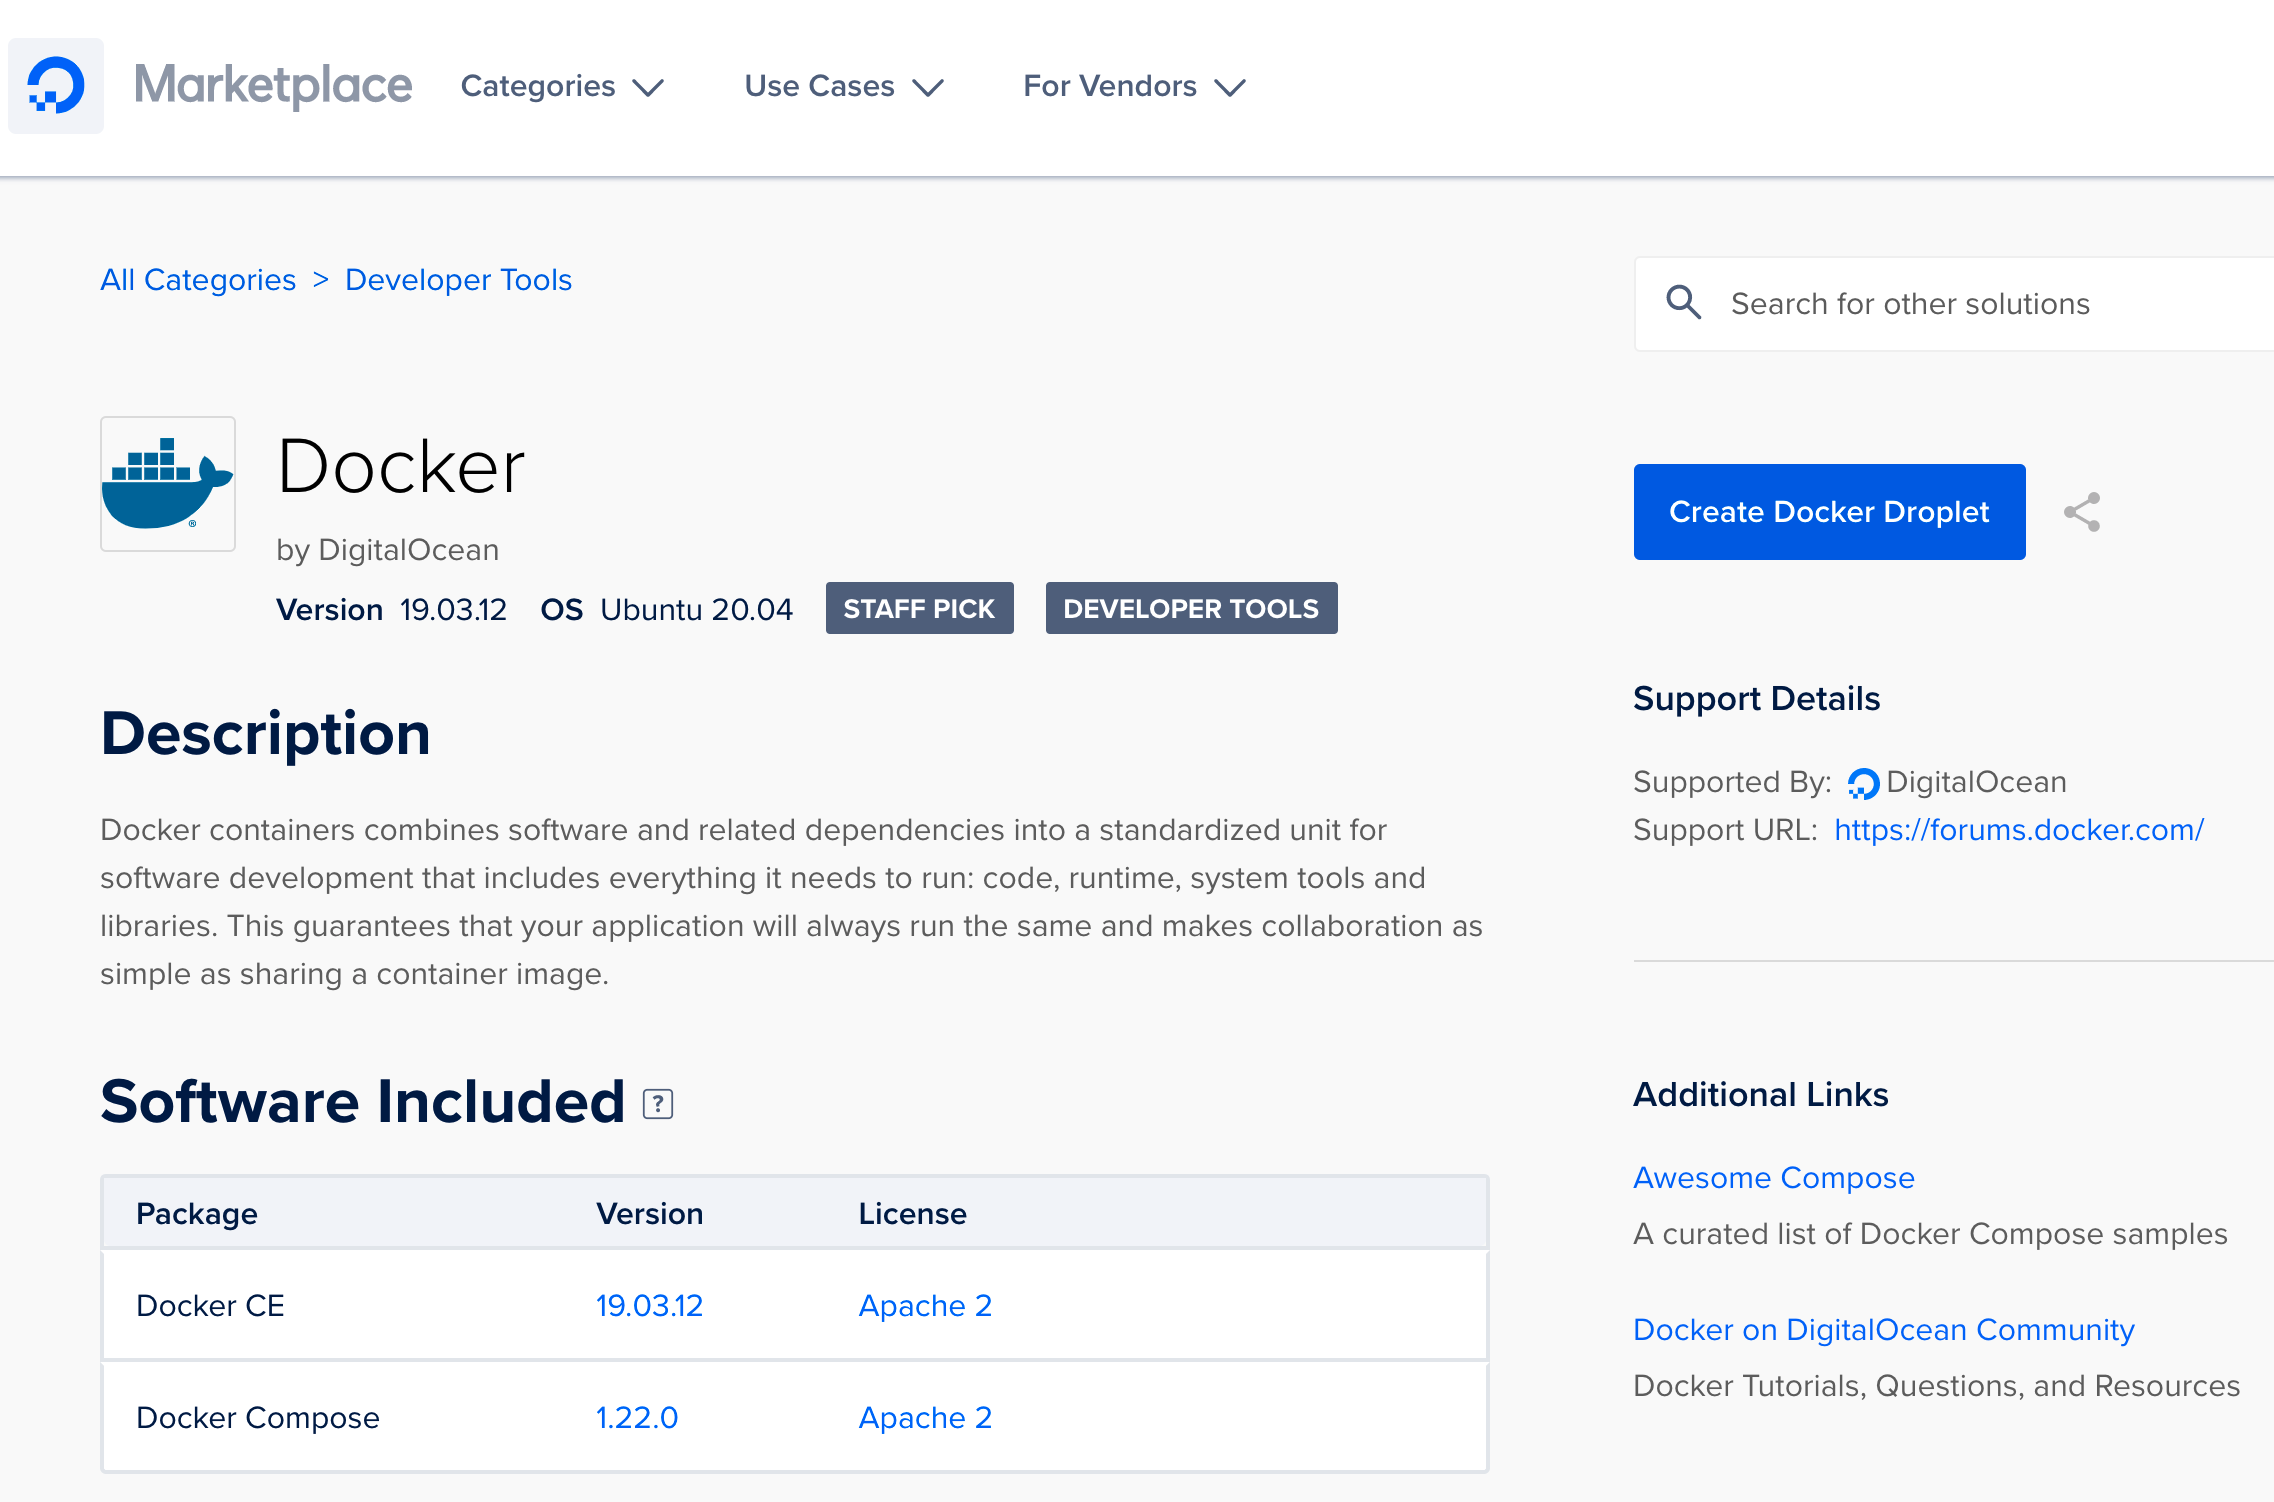 Marketplace
Categories
Use Cases
For Vendors
All Categories > Developer Tools
Search for other solutions
Docker
by DigitalOcean
Version 19.03.12 OS Ubuntu 20.04 STAFF PICK DEVELOPER TOOLS
Create Docker Droplet
Description
Docker containers combines software and related dependencies into a standardized unit for
software development that includes everything it needs to run: code, runtime, system tools and
libraries. This guarantees that your application will always run the same and makes collaboration as
simple as sharing a container image.
Software Included ?
Package Version License
Docker CE 19.03.12 Apache 2
Docker Compose 1.22.0 Apache 2
Support Details
Supported By: DigitalOcean
Support URL: https://forums.docker.com/
Additional Links
Awesome Compose
A curated list of Docker Compose samples
Docker on DigitalOcean Community
Docker Tutorials, Questions, and Resources